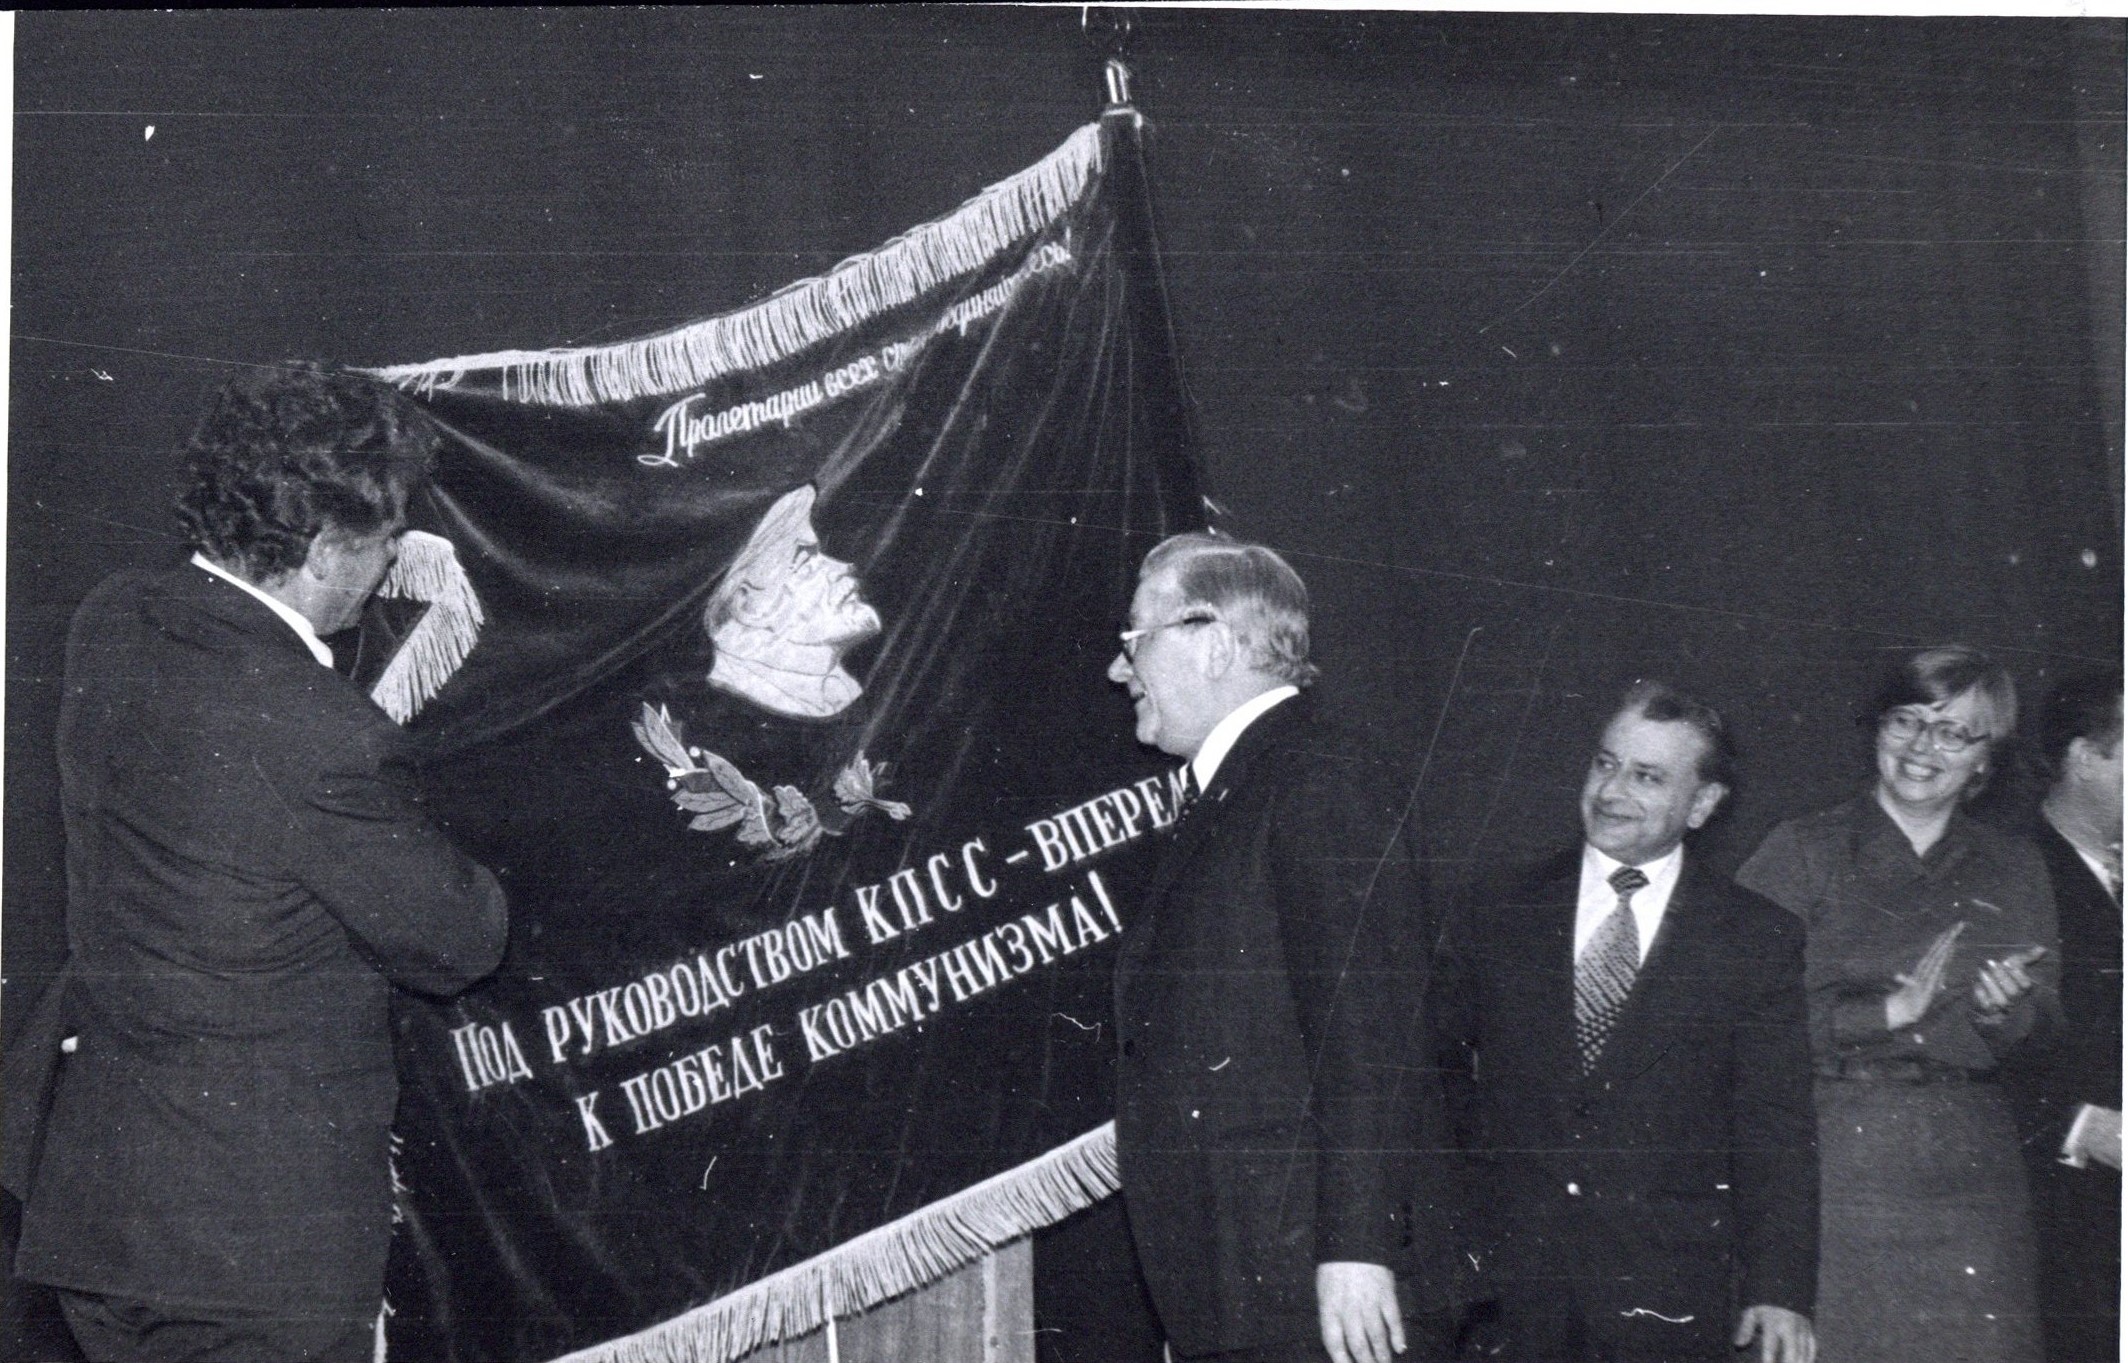 Пролетарии всех стран, соединяйтесь!
Под руководством КПСС – вперед
к победе коммунизма!